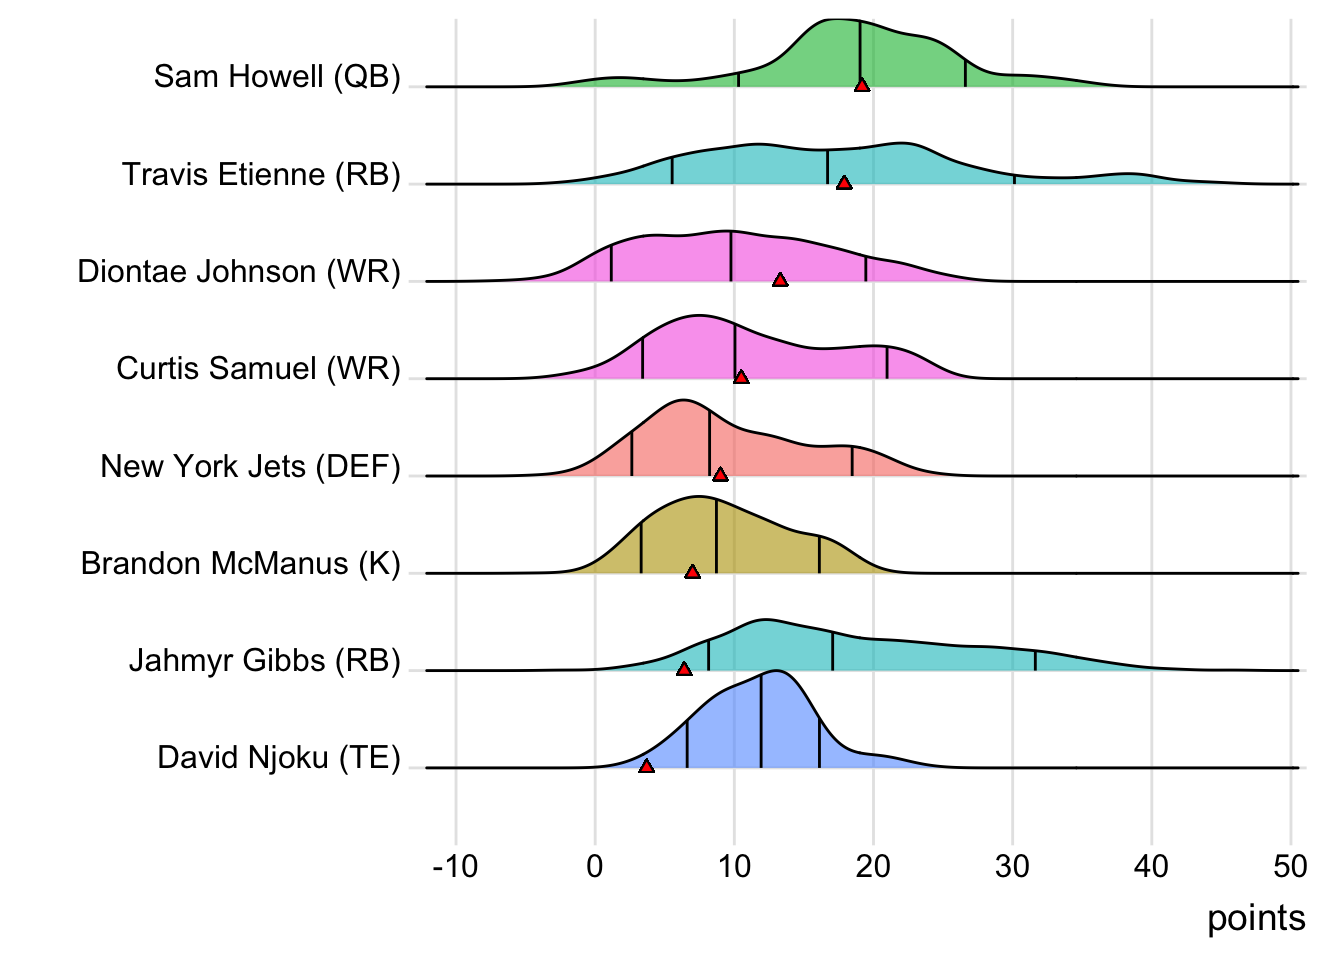 Sam Howell (QB)
Travis Etienne (RB)
Diontae Johnson (WR)
Curtis Samuel (WR)
New York Jets (DEF)
Brandon McManus (K)
Jahmyr Gibbs (RB)
David Njoku (TE)
-10 0 10 20 30 40 50
points